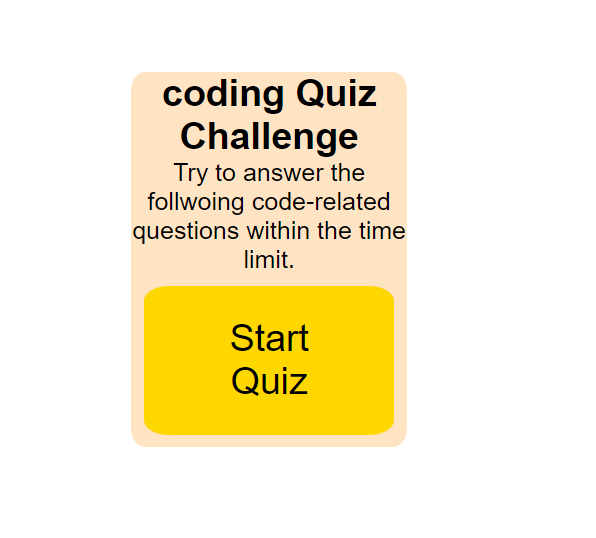 coding Quiz
Challenge
Try to answer the
follwoing code-related
questions within the time
limit.
Start
Quiz